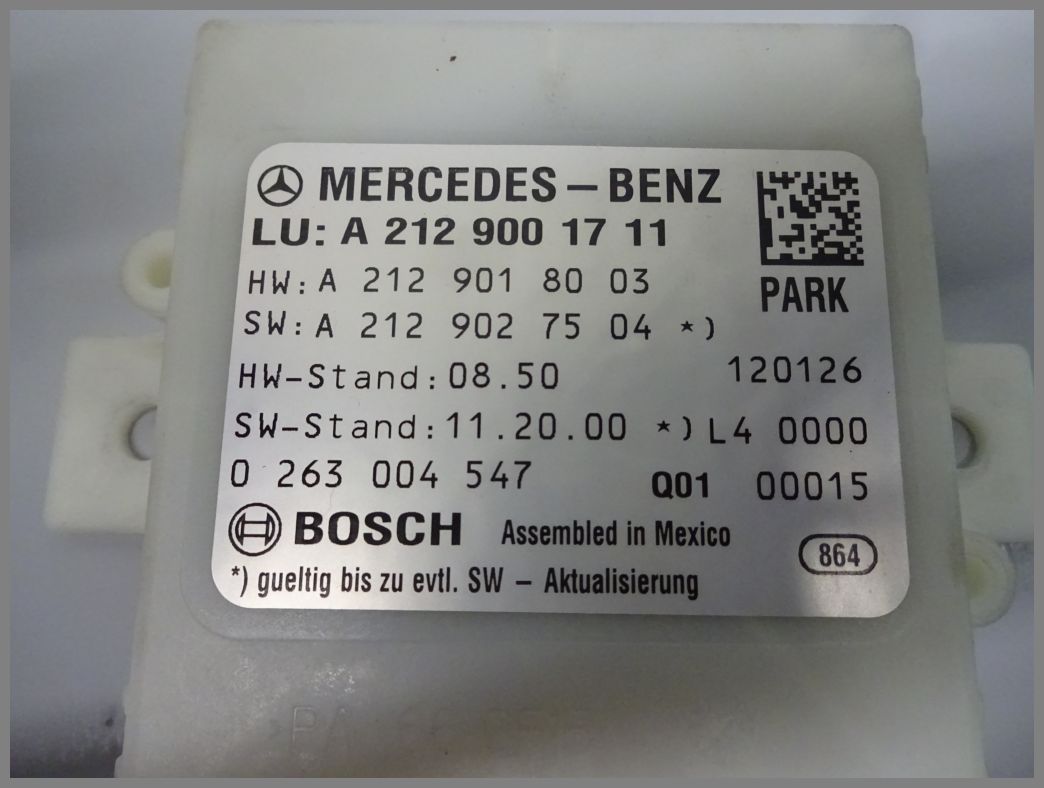 MERCEDES – BENZ
LU: A 212 900 17 11
HW: A 212 901 80 03
PARK
SW: A 212 902 75 04 *)
HW-Stand: 08.50 120126
SW-Stand: 11.20.00 *) L4 0000
0 263 004 547 Q01 00015
BOSCH Assembled in Mexico
864
*) gueltig bis zu evtl. SW – Aktualisierung